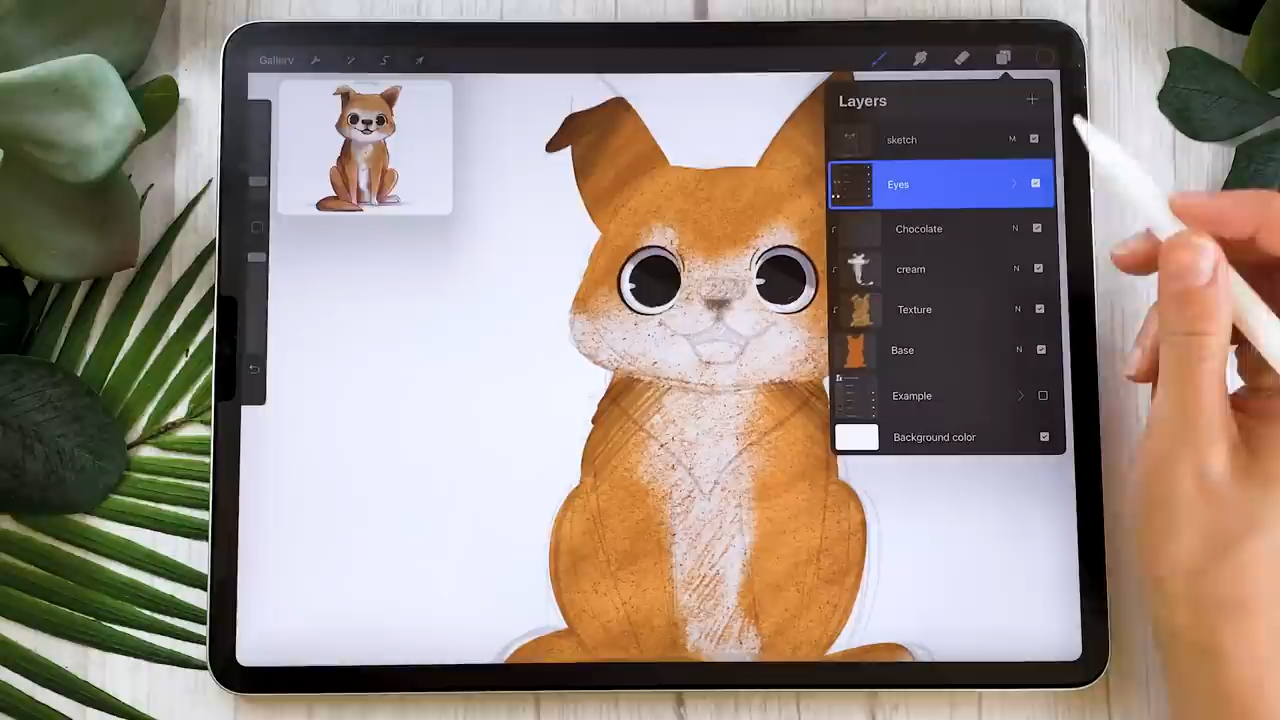 Gallery
Layers
sketch M
Eyes
Chocolate N
cream N
Texture N
Base N
Example
Background color